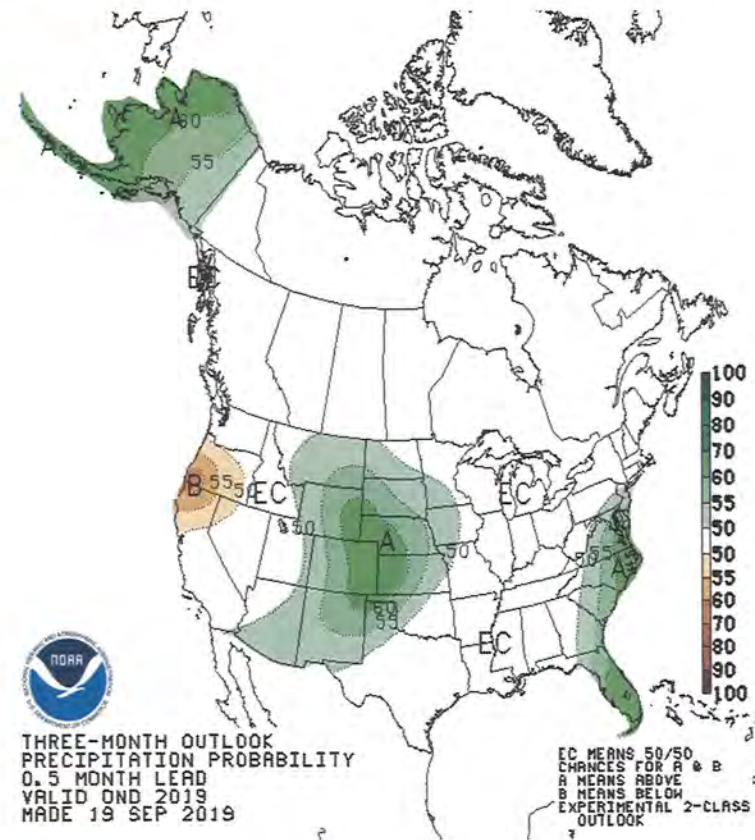 A
60
A
55
EC
100
90
80
70
60
55
50
50
55
60
70
80
90
100
B
55
50
EC
EC
50
A
50
50
55
A
60
55
EC
NOAA
THREE-MONTH OUTLOOK
PRECIPITATION PROBABILITY
0.5 MONTH LEAD
VALID OND 2019
MADE 19 SEP 2019
EC MEANS 50/50
CHANCES FOR A & B
A MEANS ABOVE
B MEANS BELOW
EXPERIMENTAL 2-CLASS
OUTLOOK